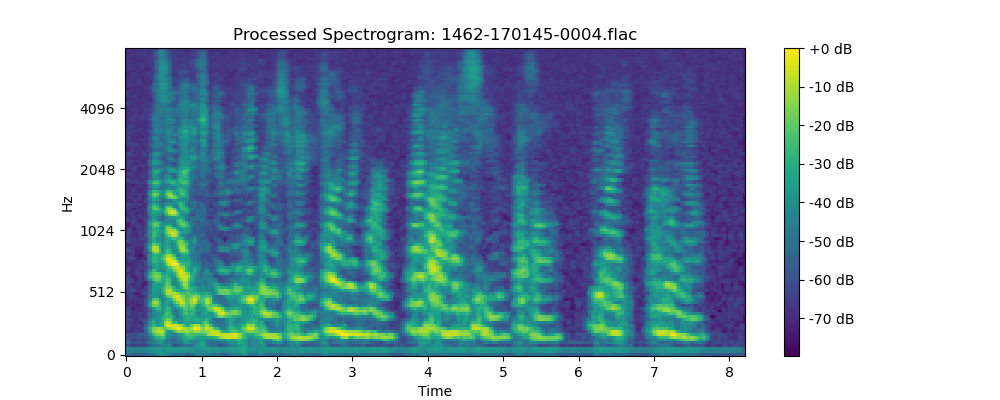 Processed Spectrogram: 1462-170145-0004.flac
Hz
4096
2048
1024
512
0
0 1 2 3 4 5 6 7 8
Time
+0 dB
-10 dB
-20 dB
-30 dB
-40 dB
-50 dB
-60 dB
-70 dB